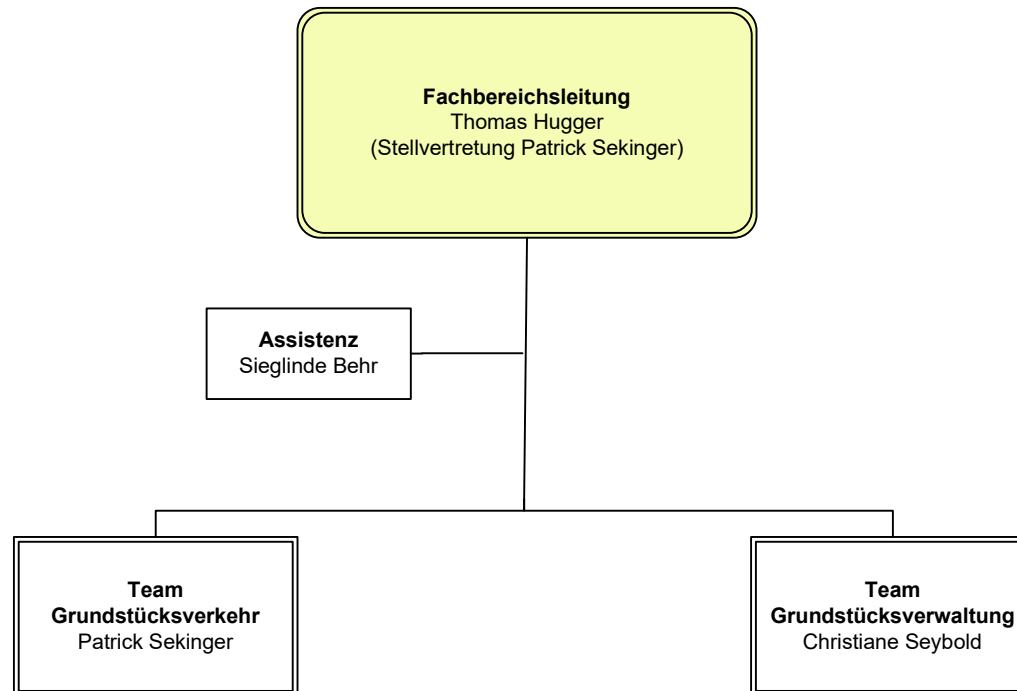 Fachbereichsleitung
Thomas Hugger
(Stellvertretung Patrick Sekinger)
Assistenz
Sieglinde Behr
Team
Grundstücksverkehr
Patrick Sekinger
Team
Grundstücksverwaltung
Christiane Seybold